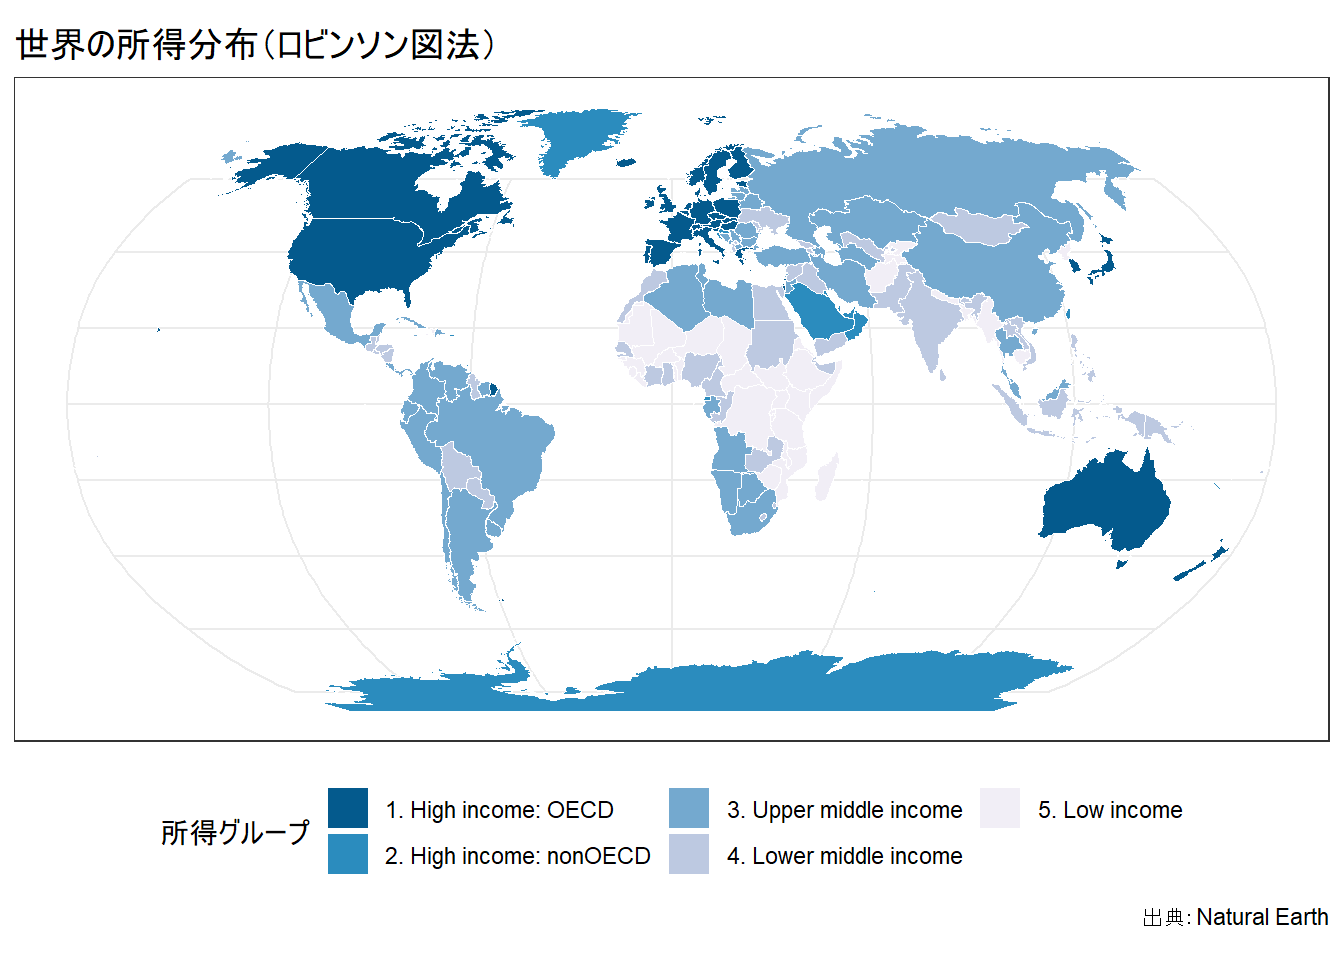 世界の所得分布（ロビンソン図法）
所得グループ
1. High income: OECD
2. High income: nonOECD
3. Upper middle income
4. Lower middle income
5. Low income
出典: Natural Earth